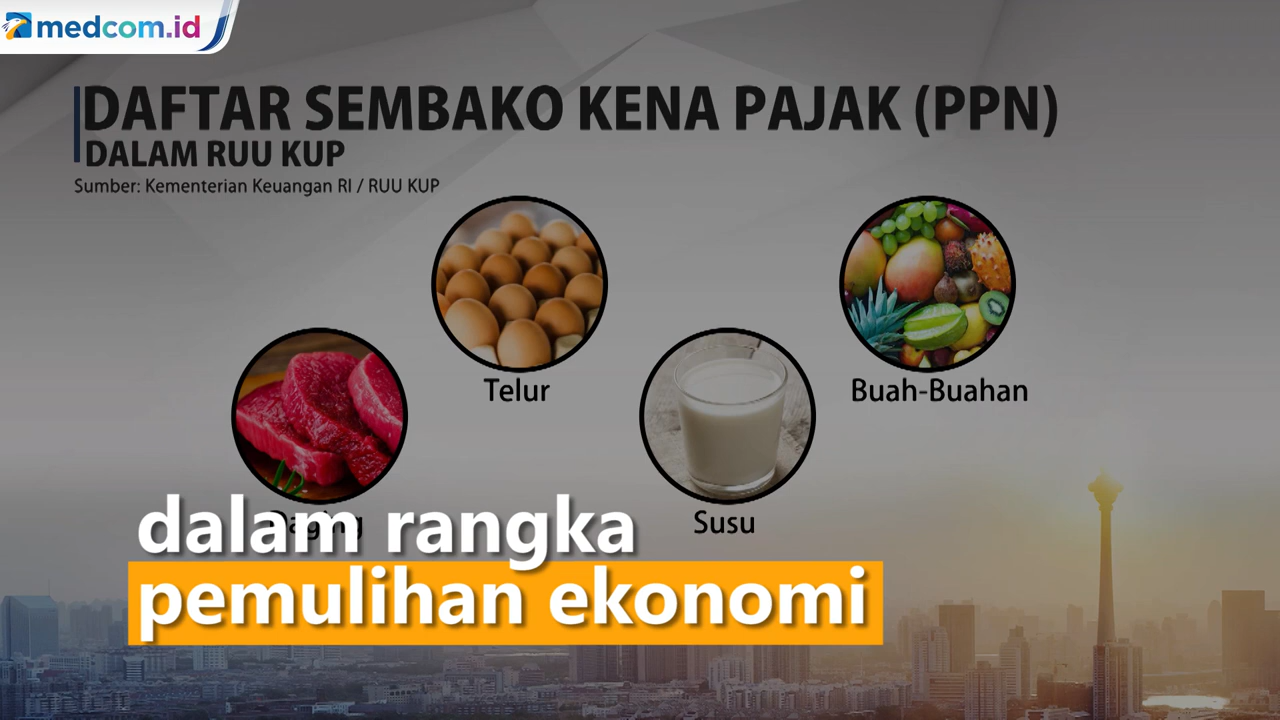 medcom.id
DAFTAR SEMBAKO KENA PAJAK (PPN)
DALAM RUU KUP
Sumber: Kementerian Keuangan RI / RUU KUP
Telur
Buah-Buahan
Daging
Susu
dalam rangka
pemulihan ekonomi